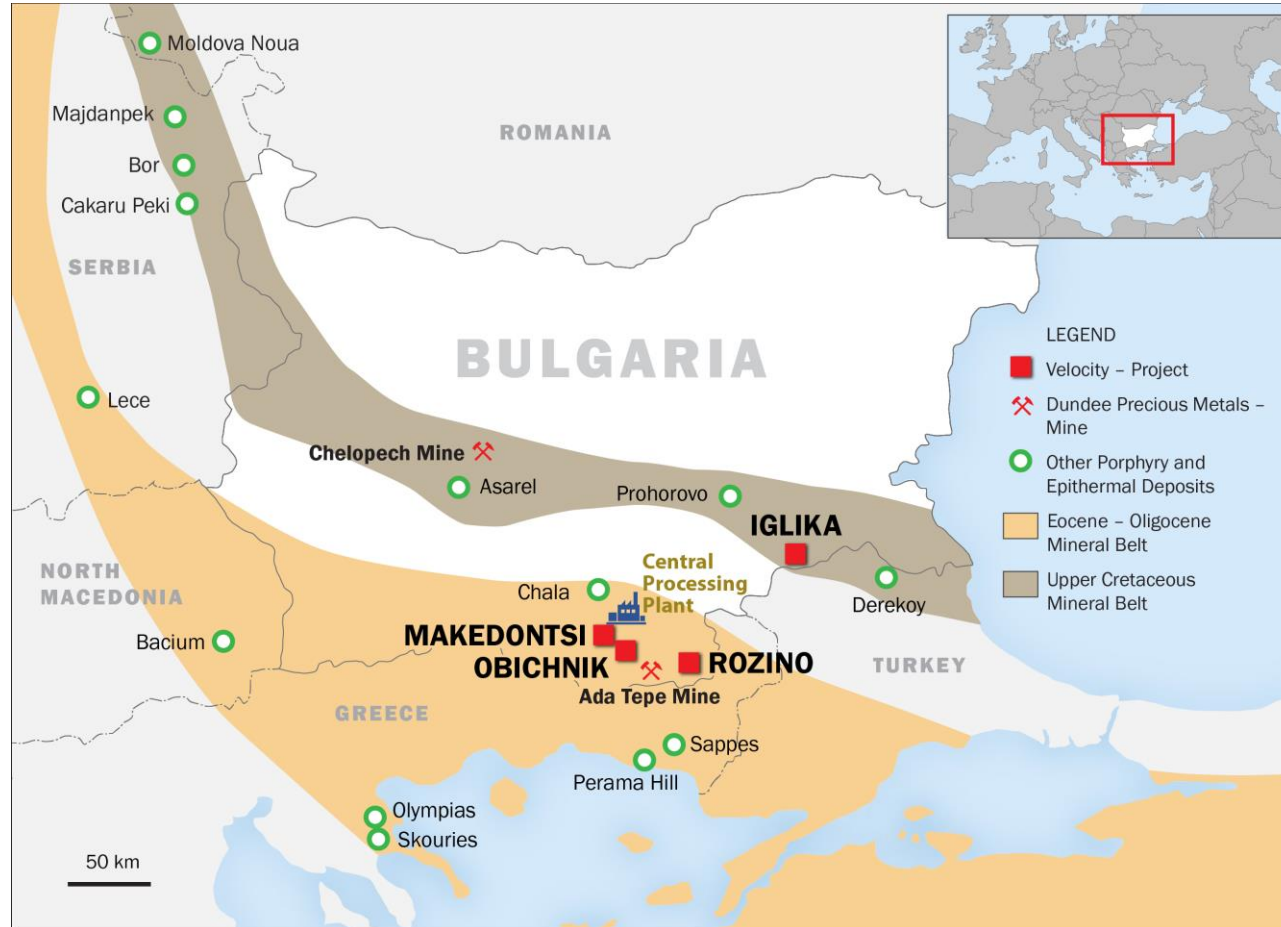 Moldova Noua
Majdanpek
ROMANIA
Bor
Cakaru Peki
SERBIA
BULGARIA
Lece
Chelopech Mine
Asarel
Prohorovo
IGLIKA
Central
Processing
Plant
Chala
Derekoy
NORTH
MACEDONIA
Bacium
MAKEDONTSI
OBICHNIK
ROZINO
Ada Tepe Mine
TURKEY
GREECE
Sappes
Perama Hill
Olympias
Skouries
50 km
LEGEND
Velocity – Project
Dundee Precious Metals –
Mine
Other Porphyry and
Epithermal Deposits
Eocene – Oligocene
Mineral Belt
Upper Cretaceous
Mineral Belt